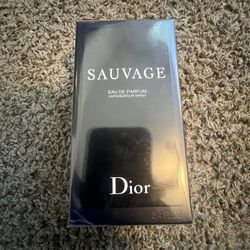 SAUVAGE
EAU DE PARFUM
VAPORISATEUR SPRAY
Dior